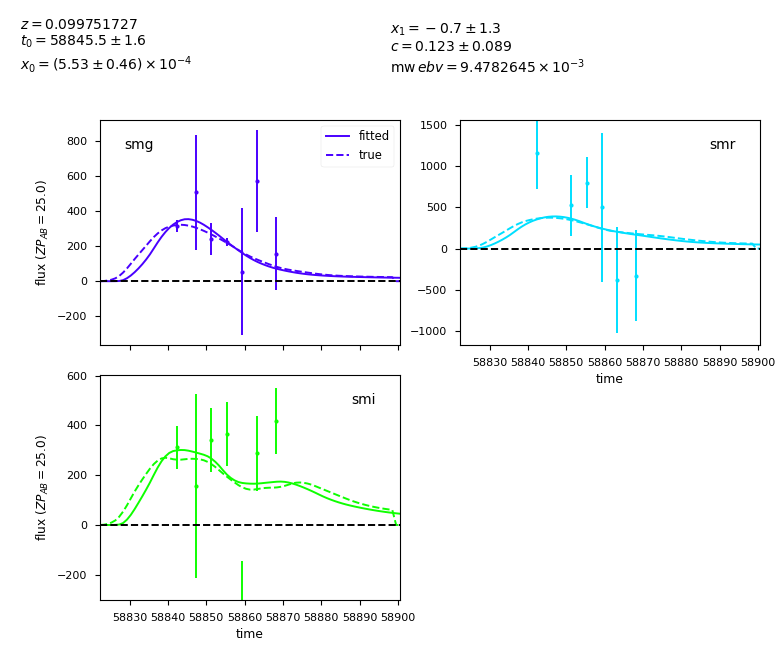 z = 0.099751727
t0 = 58845.5 ± 1.6
x0 = (5.53 ± 0.46) × 10^−4
x1 = −0.7 ± 1.3
c = 0.123 ± 0.089
mw ebv = 9.4782645 × 10^−3
smg
fitted
true
800
600
400
200
0
−200
flux (ZP_AB = 25.0)
smr
1500
1000
500
0
−500
−1000
58830 58840 58850 58860 58870 58880 58890 58900
time
smi
600
400
200
0
−200
flux (ZP_AB = 25.0)
58830 58840 58850 58860 58870 58880 58890 58900
time